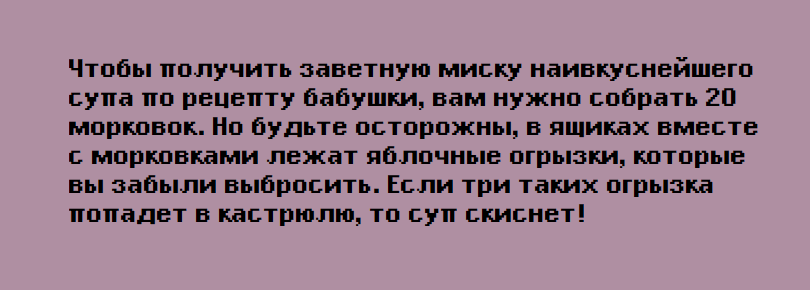 Чтобы получить заветную миску наивкуснейшего
супа по рецепту бабушки, вам нужно собрать 20
морковок. Но будьте осторожны, в ящиках вместе
с морковками лежат яблочные огрызки, которые
вы забыли выбросить. Если три таких огрызка
попадет в кастрюлю, то суп скиснет!